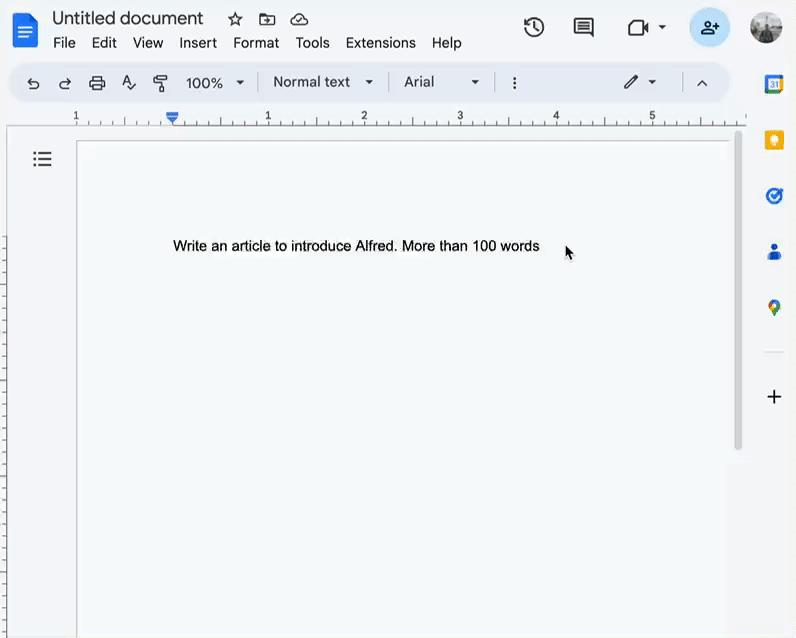 Untitled document
File Edit View Insert Format Tools Extensions Help
100% Normal text Arial
1 1 2 3 4 5
31
Write an article to introduce Alfred. More than 100 words